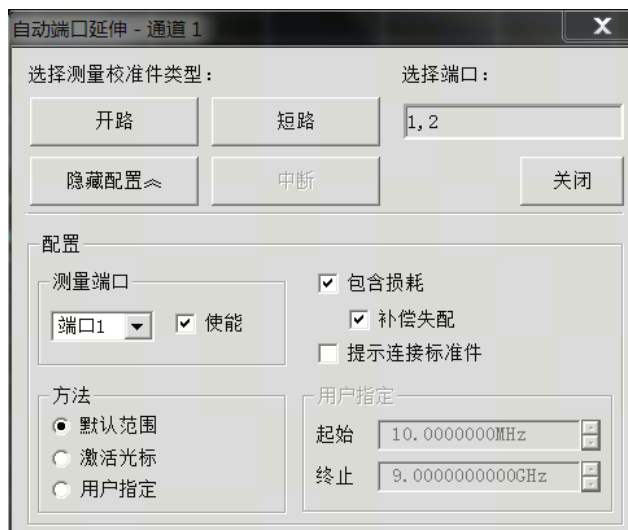 自动端口延伸 - 通道 1
选择测量校准件类型：
选择端口：
开路
短路
1,2
隐藏配置︽
中断
关闭
配置
测量端口
端口1
使能
包含损耗
补偿失配
提示连接标准件
方法
默认范围
激活光标
用户指定
用户指定
起始
10.0000000MHz
终止
9.0000000000GHz